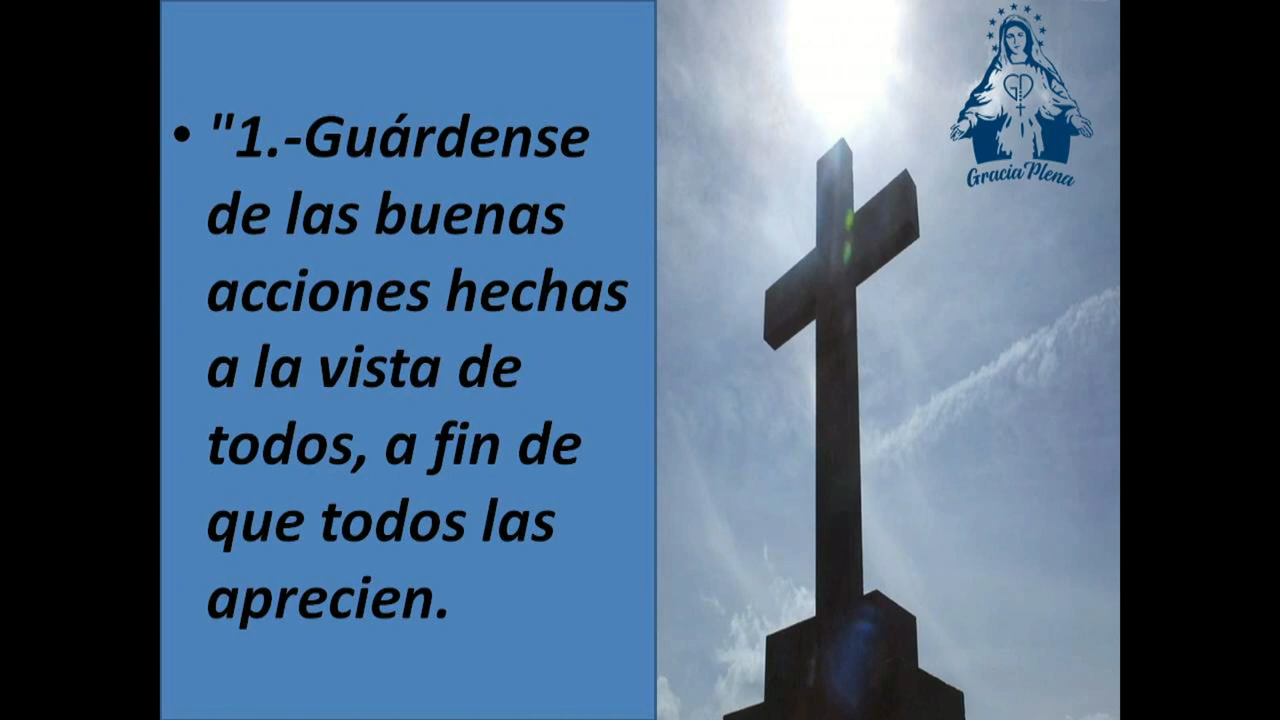 • "1.-Guárdense
de las buenas
acciones hechas
a la vista de
todos, a fin de
que todos las
aprecien.
Gracia Plena